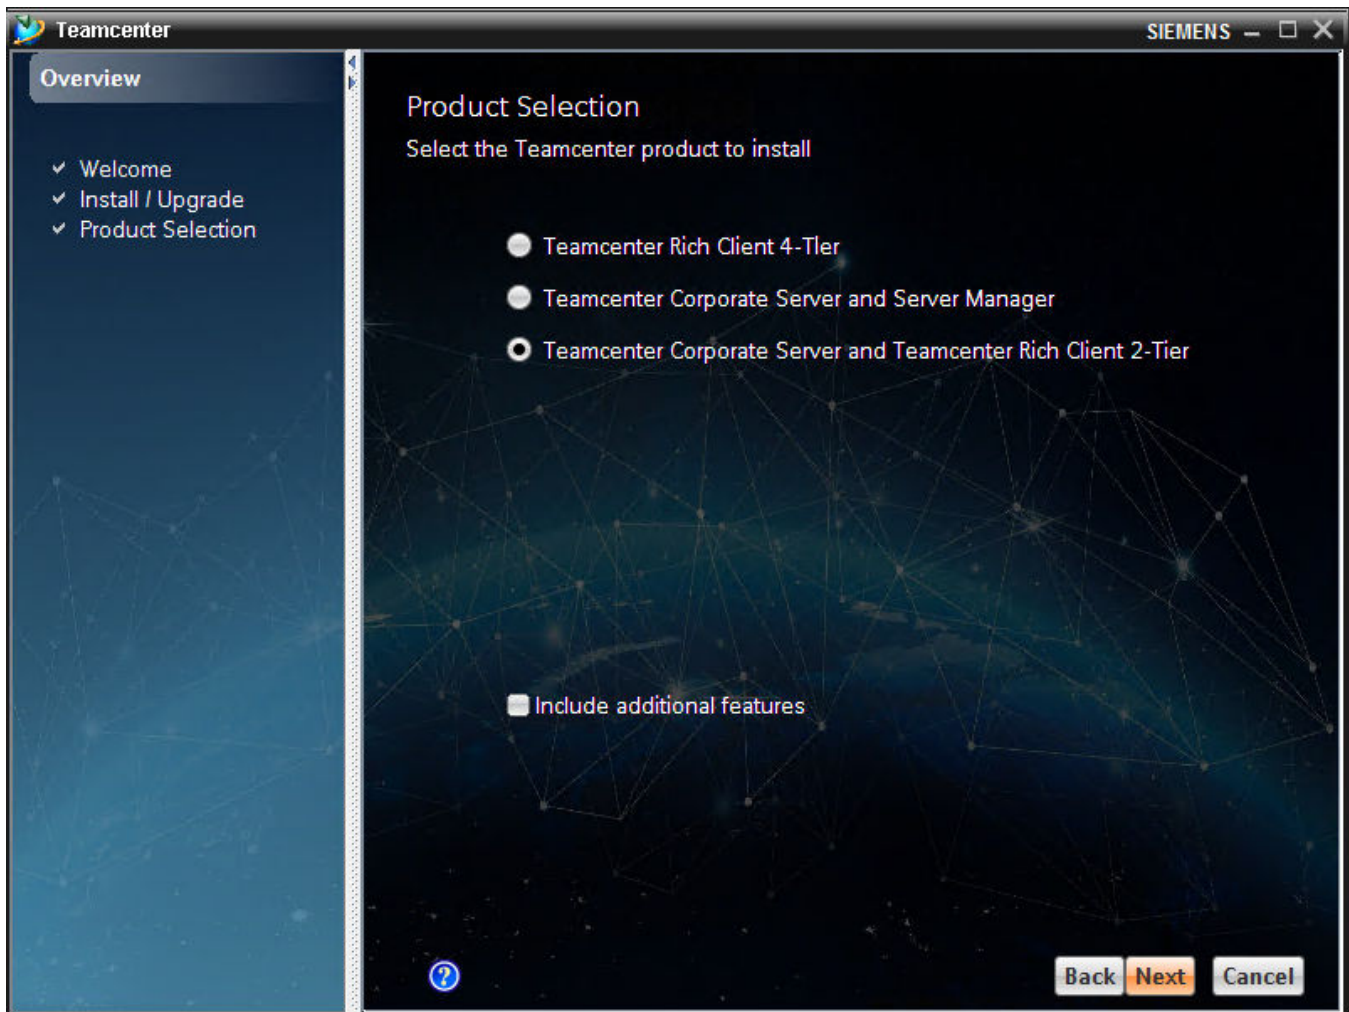 Teamcenter
SIEMENS
Overview
Welcome
Install / Upgrade
Product Selection
Product Selection
Select the Teamcenter product to install
Teamcenter Rich Client 4-Tler
Teamcenter Corporate Server and Server Manager
Teamcenter Corporate Server and Teamcenter Rich Client 2-Tier
Include additional features
?
Back Next Cancel